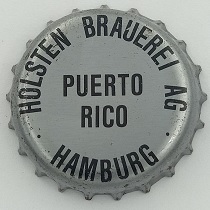 HOLSTEN BRAUEREI AG
PUERTO
RICO
· HAMBURG ·